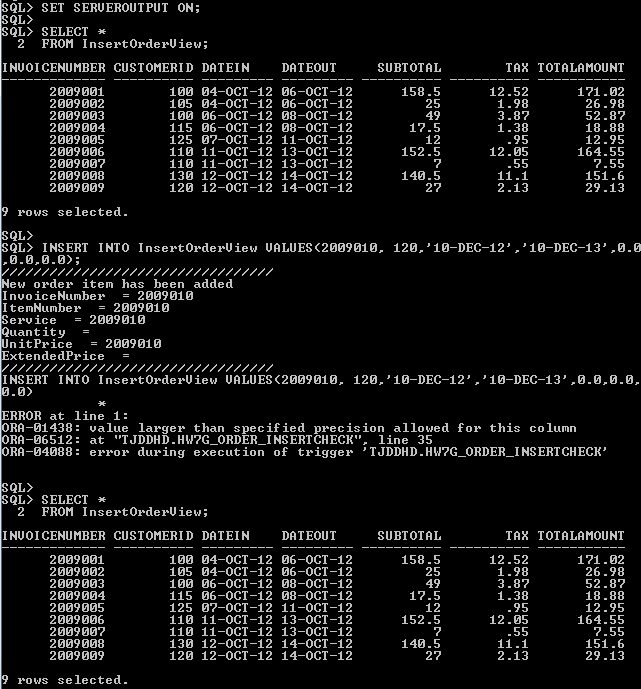 SQL> SET SERVEROUTPUT ON;
SQL>
SQL> SELECT *
  2  FROM InsertOrderView;

INVOICENUMBER CUSTOMERID DATEIN    DATEOUT     SUBTOTAL        TAX TOTALAMOUNT
------------- ---------- --------- --------- ---------- ---------- -----------
      2009001        100 04-OCT-12 06-OCT-12      158.5      12.52      171.02
      2009002        105 04-OCT-12 06-OCT-12         25       1.98       26.98
      2009003        100 06-OCT-12 08-OCT-12         49       3.87       52.87
      2009004        115 06-OCT-12 08-OCT-12       17.5       1.38       18.88
      2009005        125 07-OCT-12 11-OCT-12         12        .95       12.95
      2009006        110 11-OCT-12 13-OCT-12      152.5      12.05      164.55
      2009007        110 11-OCT-12 13-OCT-12          7        .55        7.55
      2009008        130 12-OCT-12 14-OCT-12      140.5       11.1       151.6
      2009009        120 12-OCT-12 14-OCT-12         27       2.13       29.13

9 rows selected.

SQL>
SQL> INSERT INTO InsertOrderView VALUES(2009010, 120,'10-DEC-12','10-DEC-13',0.0
,0.0,0.0);
//////////////////////////////////
New order item has been added
InvoiceNumber  = 2009010
ItemNumber  = 2009010
Service  = 2009010
Quantity  =
UnitPrice  = 2009010
ExtendedPrice  =
//////////////////////////////////
INSERT INTO InsertOrderView VALUES(2009010, 120,'10-DEC-12','10-DEC-13',0.0,0.0,
0.0)
            *
ERROR at line 1:
ORA-01438: value larger than specified precision allowed for this column
ORA-06512: at "TJDDHD.HW7G_ORDER_INSERTCHECK", line 35
ORA-04088: error during execution of trigger 'TJDDHD.HW7G_ORDER_INSERTCHECK'


SQL>
SQL> SELECT *
  2  FROM InsertOrderView;

INVOICENUMBER CUSTOMERID DATEIN    DATEOUT     SUBTOTAL        TAX TOTALAMOUNT
------------- ---------- --------- --------- ---------- ---------- -----------
      2009001        100 04-OCT-12 06-OCT-12      158.5      12.52      171.02
      2009002        105 04-OCT-12 06-OCT-12         25       1.98       26.98
      2009003        100 06-OCT-12 08-OCT-12         49       3.87       52.87
      2009004        115 06-OCT-12 08-OCT-12       17.5       1.38       18.88
      2009005        125 07-OCT-12 11-OCT-12         12        .95       12.95
      2009006        110 11-OCT-12 13-OCT-12      152.5      12.05      164.55
      2009007        110 11-OCT-12 13-OCT-12          7        .55        7.55
      2009008        130 12-OCT-12 14-OCT-12      140.5       11.1       151.6
      2009009        120 12-OCT-12 14-OCT-12         27       2.13       29.13

9 rows selected.